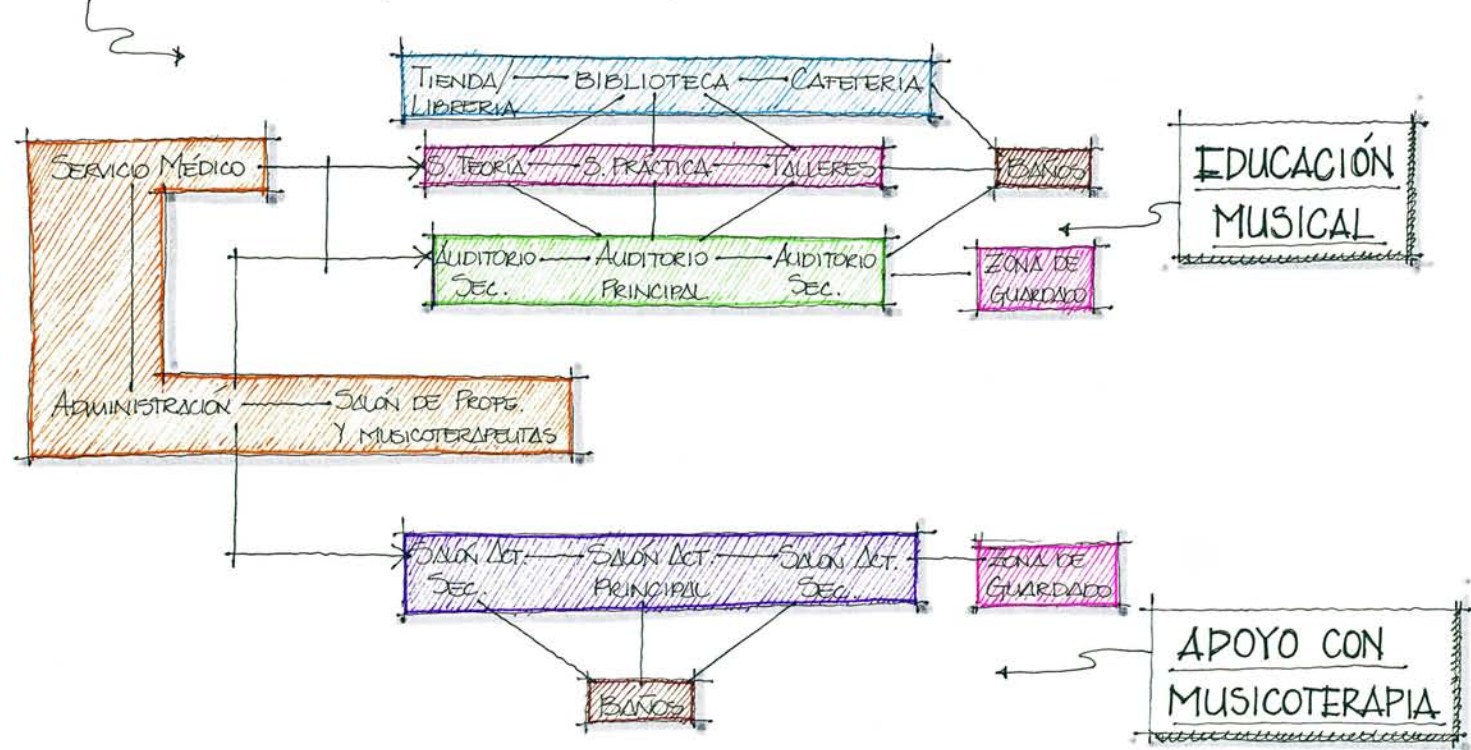 TIENDA/ BIBLIOTECA CAFETERIA
LIBRERIA
SERVICIO MÉDICO
S. TEORÍA S. PRÁCTICA TALLERES
BAÑOS
EDUCACIÓN
MUSICAL
AUDITORIO AUDITORIO AUDITORIO
SEC. PRINCIPAL SEC.
ZONA DE
GUARDADO
ADMINISTRACIÓN
SALÓN DE PROFE.
Y MUSICOTERAPEUTAS
SALÓN ACT. SALÓN ACT. SALÓN ACT.
SEC. PRINCIPAL SEC.
ZONA DE
GUARDADO
BAÑOS
APOYO CON
MUSICOTERAPIA